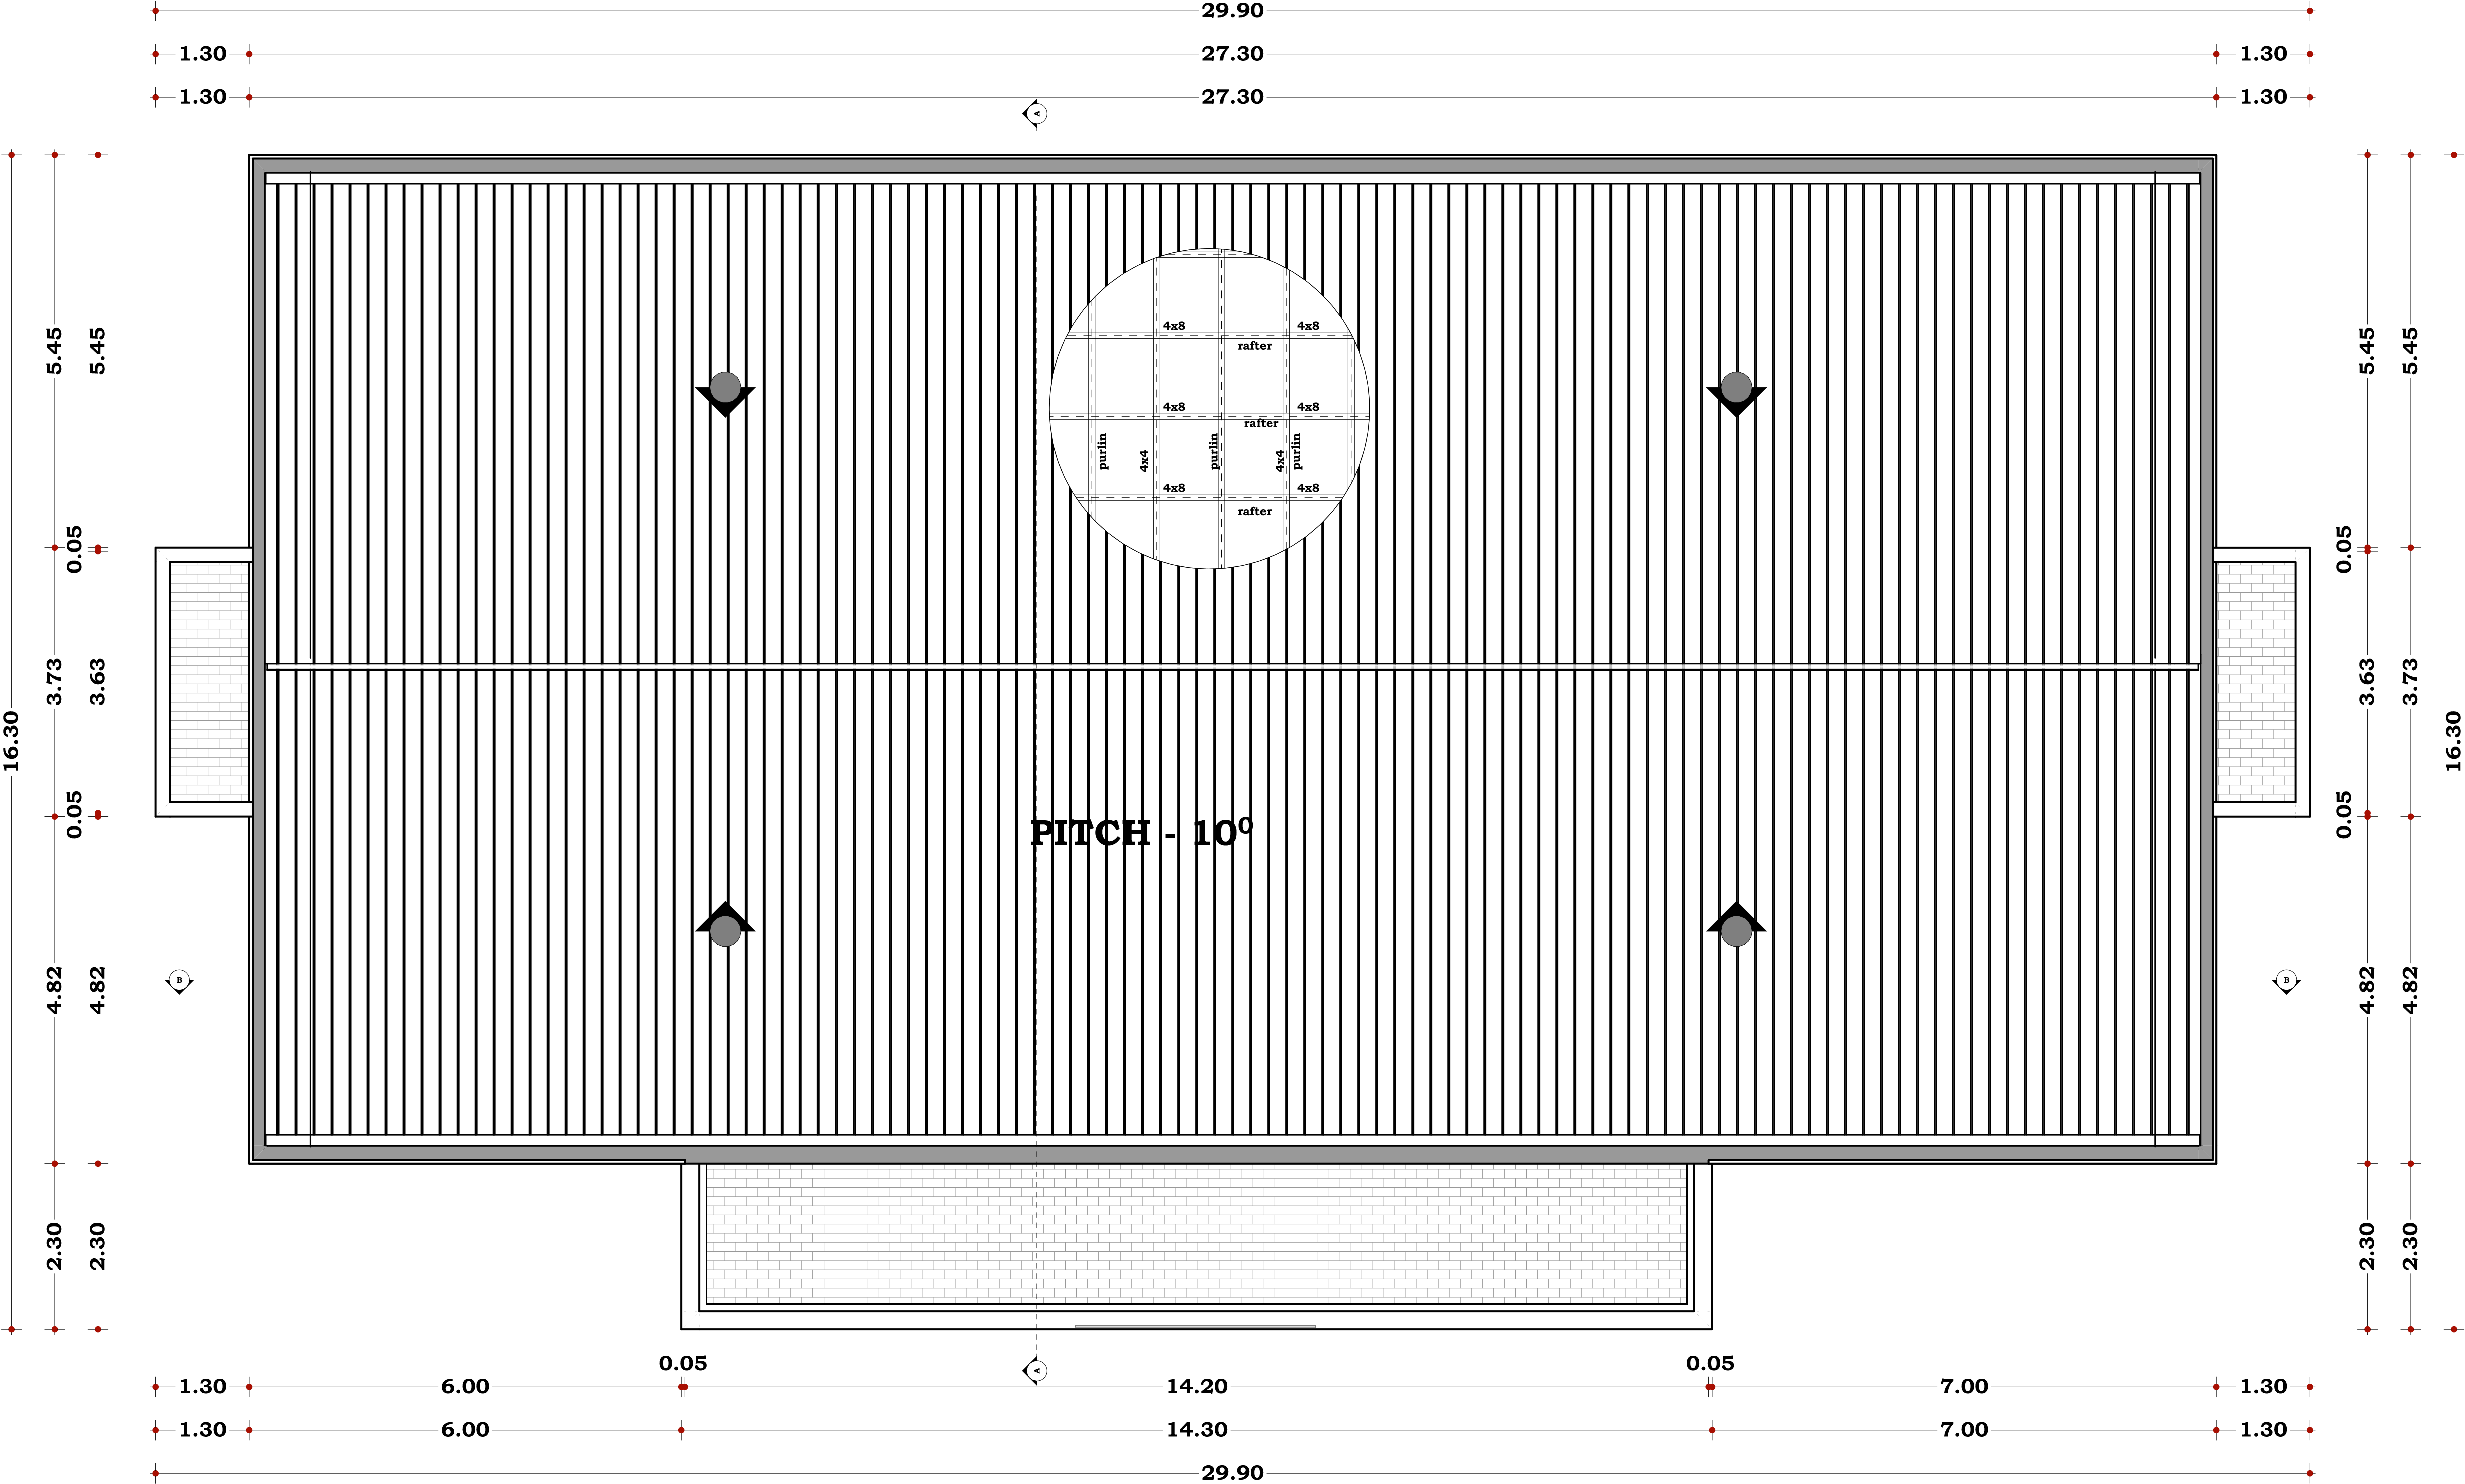 29.90
1.30 27.30 1.30
1.30 27.30 1.30
A
5.45 5.45 5.45 5.45
4x8 4x8
rafter
4x8 4x8
rafter
purlin 4x4 purlin 4x4 purlin
4x8 4x8
rafter
0.05 0.05
16.30 3.73 3.63 3.63 3.73 16.30
0.05 0.05
PITCH - 10⁰
B B
4.82 4.82 4.82 4.82
2.30 2.30 2.30 2.30
0.05 0.05
A
1.30 6.00 14.20 7.00 1.30
1.30 6.00 14.30 7.00 1.30
29.90